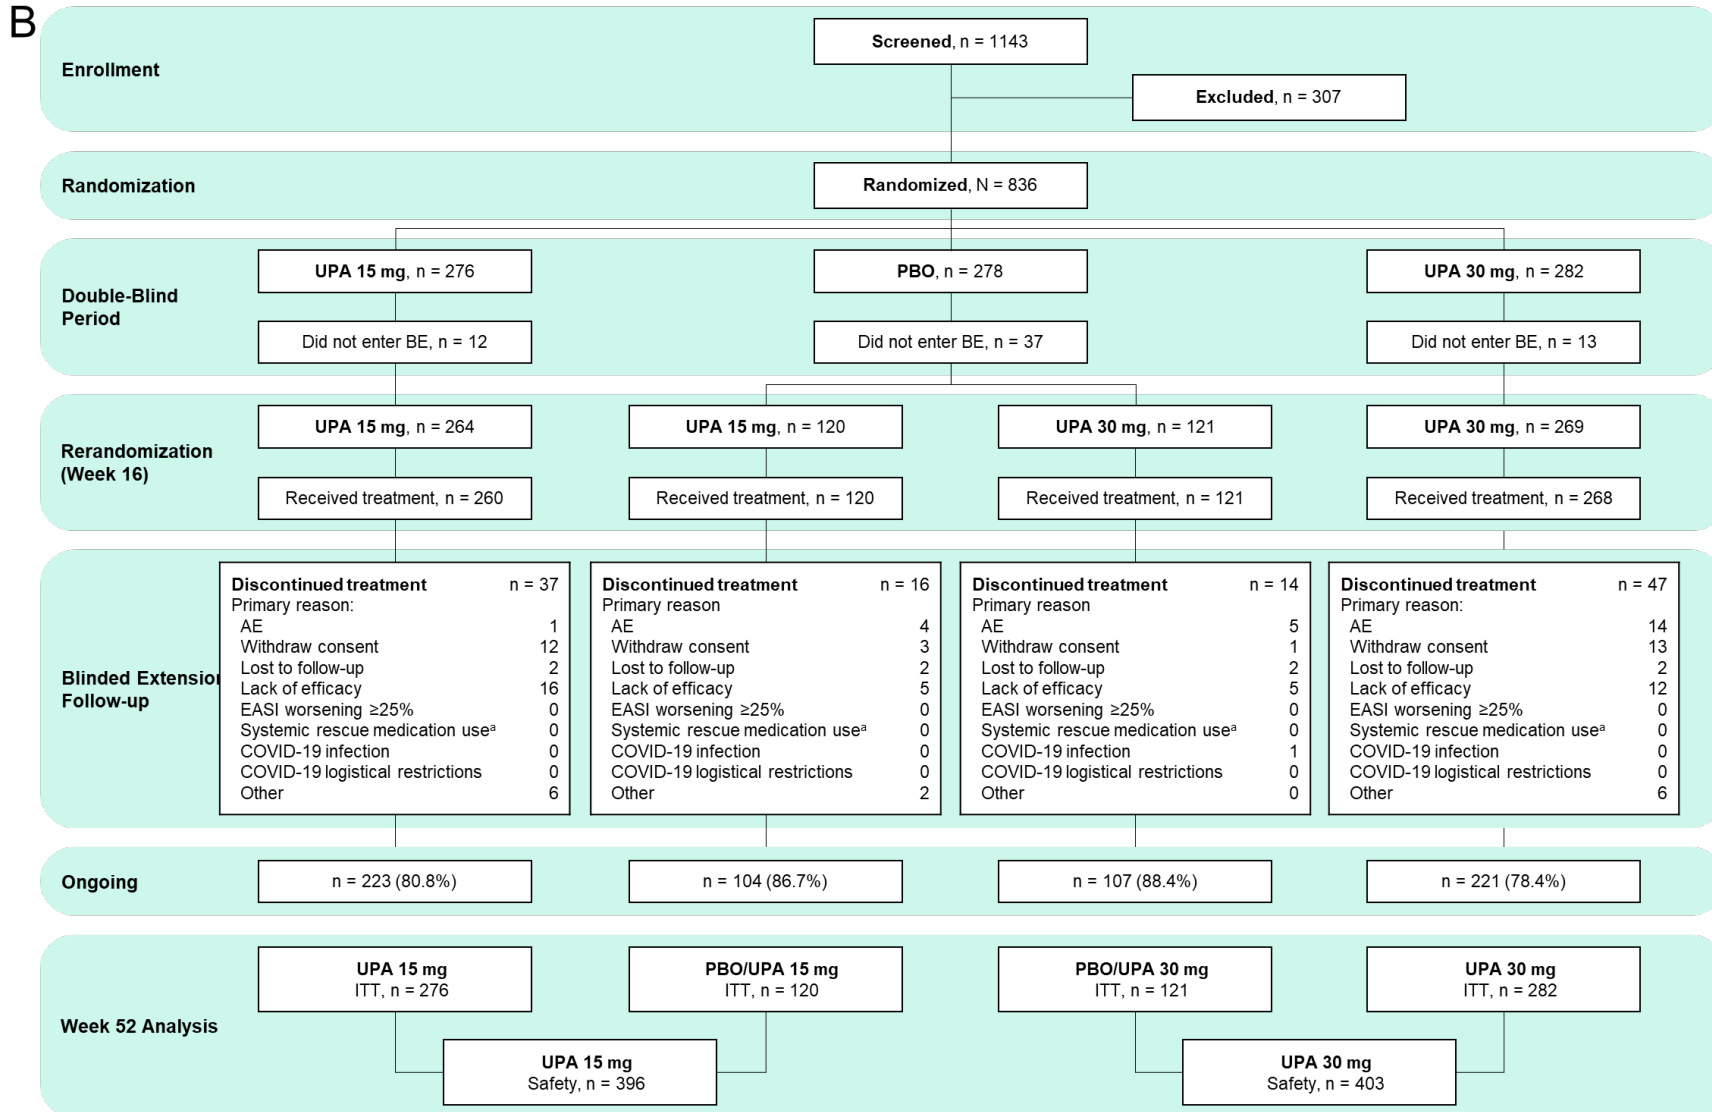 B
Enrollment
Screened, n = 1143
Excluded, n = 307
Randomization
Randomized, N = 836
Double-Blind
Period
UPA 15 mg, n = 276
PBO, n = 278
UPA 30 mg, n = 282
Did not enter BE, n = 12
Did not enter BE, n = 37
Did not enter BE, n = 13
Rerandomization
(Week 16)
UPA 15 mg, n = 264
UPA 15 mg, n = 120
UPA 30 mg, n = 121
UPA 30 mg, n = 269
Received treatment, n = 260
Received treatment, n = 120
Received treatment, n = 121
Received treatment, n = 268
Blinded Extension
Follow-up
Discontinued treatment n = 37
Primary reason:
AE 1
Withdraw consent 12
Lost to follow-up 2
Lack of efficacy 16
EASI worsening ≥25% 0
Systemic rescue medication useᵃ 0
COVID-19 infection 0
COVID-19 logistical restrictions 0
Other 6
Discontinued treatment n = 16
Primary reason
AE 4
Withdraw consent 3
Lost to follow-up 2
Lack of efficacy 5
EASI worsening ≥25% 0
Systemic rescue medication useᵃ 0
COVID-19 infection 0
COVID-19 logistical restrictions 0
Other 2
Discontinued treatment n = 14
Primary reason
AE 5
Withdraw consent 1
Lost to follow-up 2
Lack of efficacy 5
EASI worsening ≥25% 0
Systemic rescue medication useᵃ 0
COVID-19 infection 1
COVID-19 logistical restrictions 0
Other 0
Discontinued treatment n = 47
Primary reason:
AE 14
Withdraw consent 13
Lost to follow-up 2
Lack of efficacy 12
EASI worsening ≥25% 0
Systemic rescue medication useᵃ 0
COVID-19 infection 0
COVID-19 logistical restrictions 0
Other 6
Ongoing
n = 223 (80.8%)
n = 104 (86.7%)
n = 107 (88.4%)
n = 221 (78.4%)
Week 52 Analysis
UPA 15 mg
ITT, n = 276
PBO/UPA 15 mg
ITT, n = 120
PBO/UPA 30 mg
ITT, n = 121
UPA 30 mg
ITT, n = 282
UPA 15 mg
Safety, n = 396
UPA 30 mg
Safety, n = 403